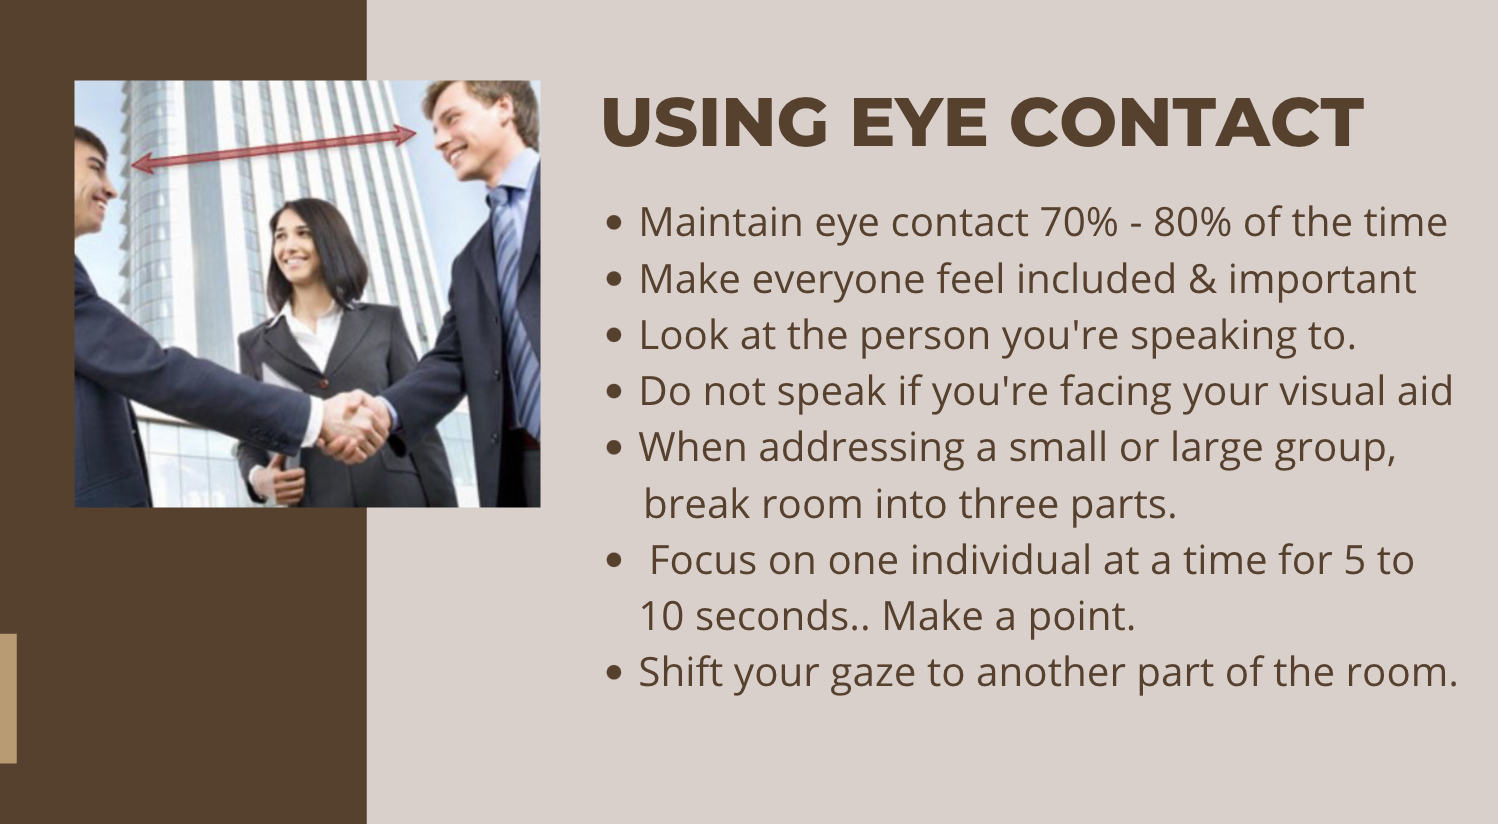 USING EYE CONTACT
• Maintain eye contact 70% - 80% of the time
• Make everyone feel included & important
• Look at the person you're speaking to.
• Do not speak if you're facing your visual aid
• When addressing a small or large group,
break room into three parts.
• Focus on one individual at a time for 5 to
10 seconds.. Make a point.
• Shift your gaze to another part of the room.